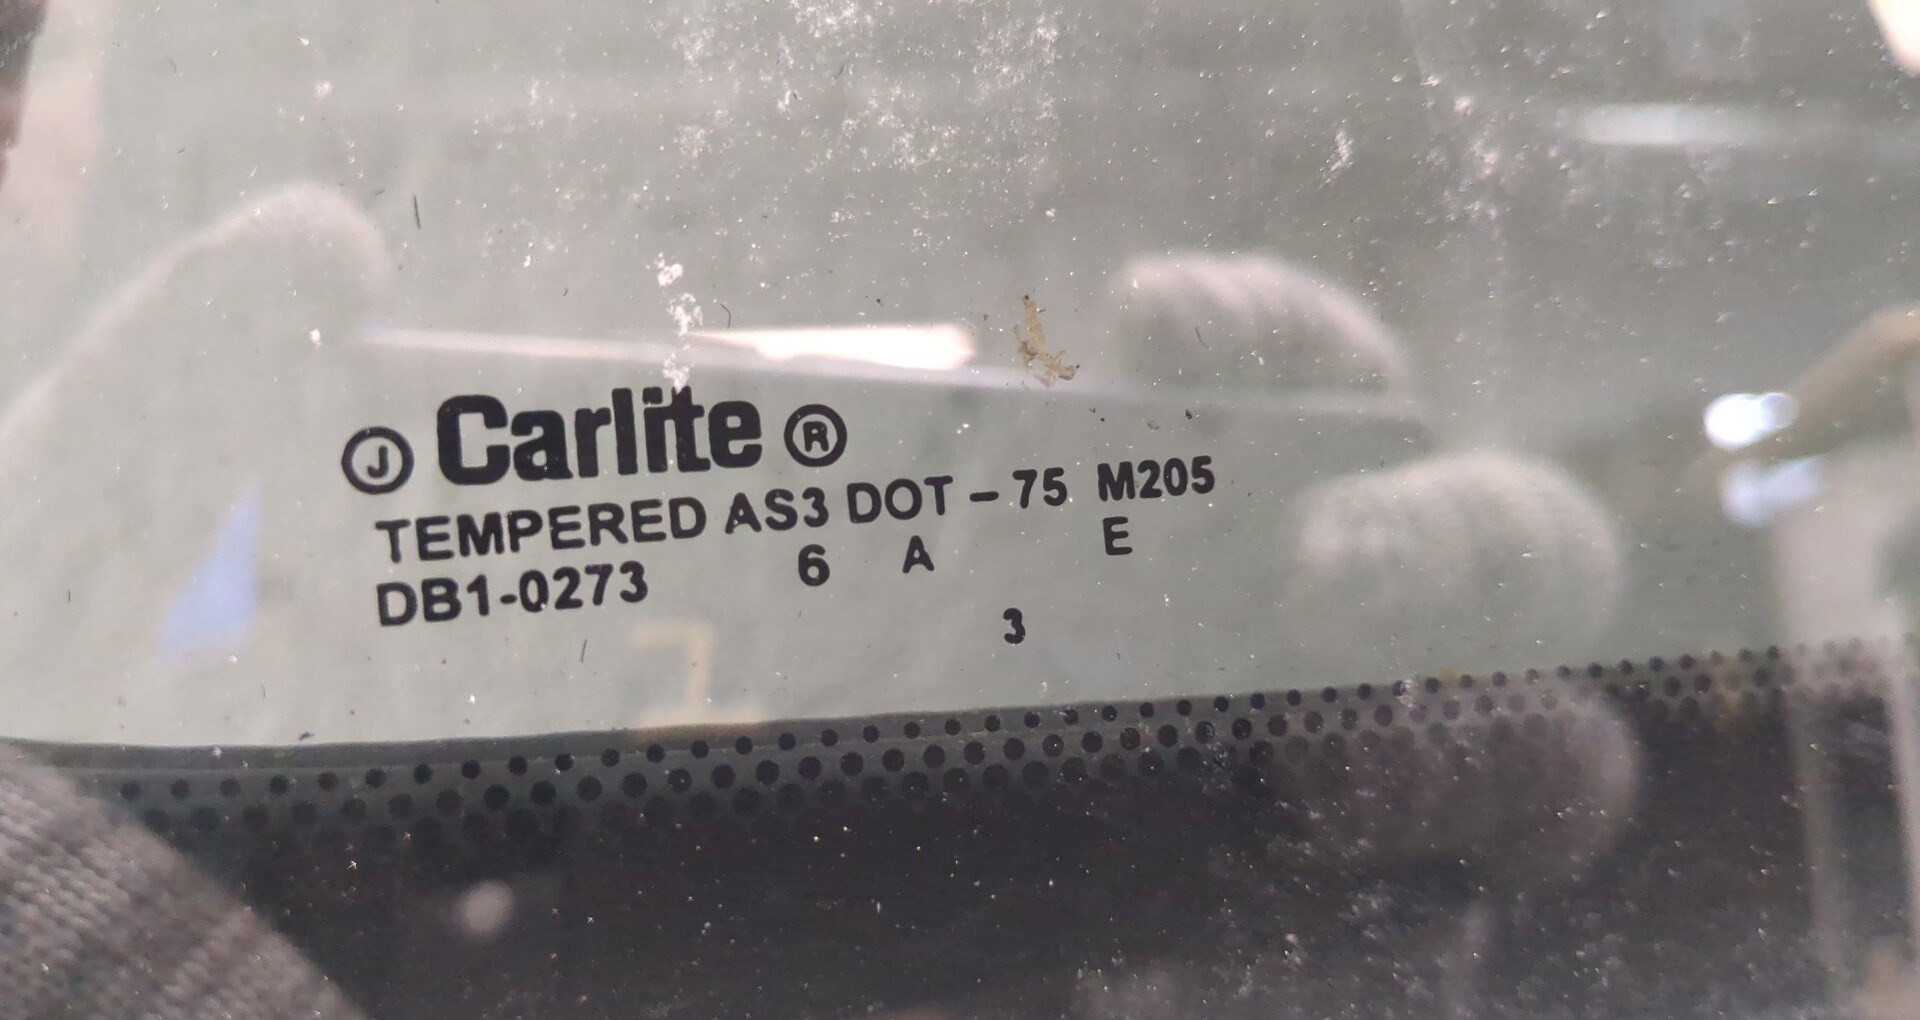 J Carlite ®
TEMPERED AS3 DOT - 75 M205
DB1-0273 6 A E
3